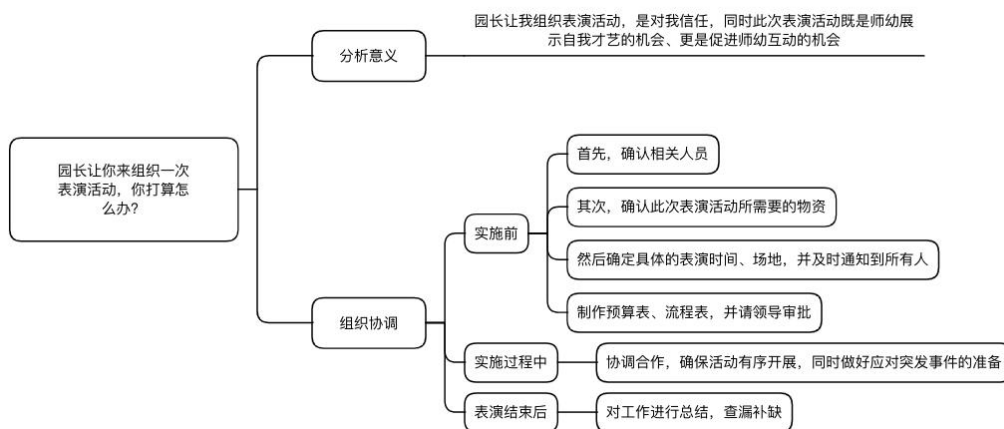 园长让你来组织一次
表演活动，你打算怎
么办？
分析意义
园长让我组织表演活动，是对我信任，同时此次表演活动既是师幼展
示自我才艺的机会、更是促进师幼互动的机会
组织协调
实施前
首先，确认相关人员
其次，确认此次表演活动所需要的物资
然后确定具体的表演时间、场地，并及时通知到所有人
制作预算表、流程表，并请领导审批
实施过程中
协调合作，确保活动有序开展，同时做好应对突发事件的准备
表演结束后
对工作进行总结，查漏补缺